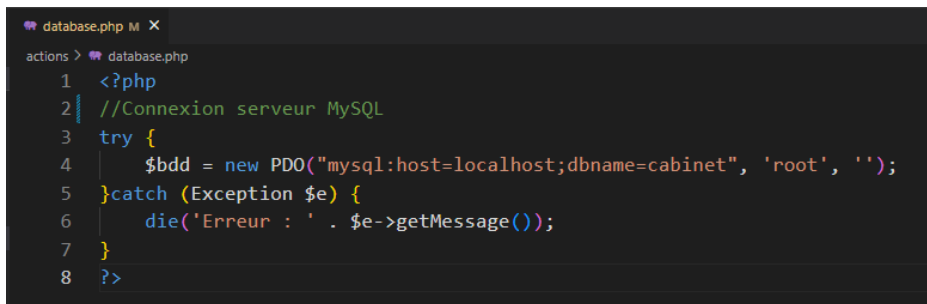 database.php M
actions > database.php
1 <?php
2 //Connexion serveur MySQL
3 try {
4     $bdd = new PDO("mysql:host=localhost;dbname=cabinet", 'root', '');
5 }catch (Exception $e) {
6     die('Erreur : ' . $e->getMessage());
7 }
8 ?>